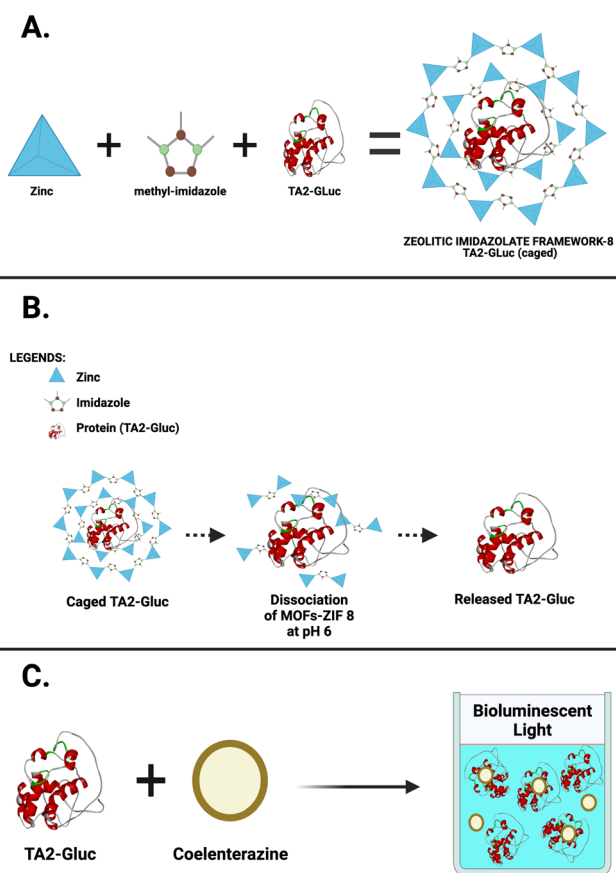 A.
+
+
=
Zinc
methyl-imidazole
TA2-GLuc
ZEOLITIC IMIDAZOLATE FRAMEWORK-8
TA2-GLuc (caged)
B.
LEGENDS:
Zinc
Imidazole
Protein (TA2-Gluc)
Caged TA2-Gluc
Dissociation
of MOFs-ZIF 8
at pH 6
Released TA2-Gluc
C.
Bioluminescent
Light
+
TA2-Gluc
Coelenterazine